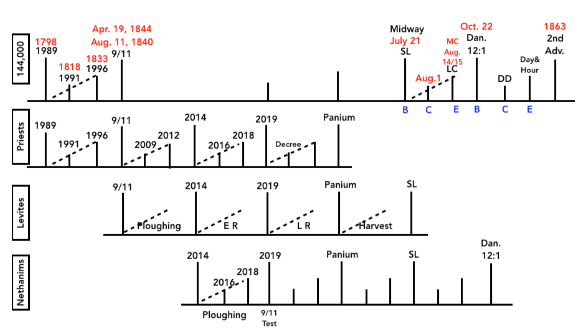 144,000
Apr. 19, 1844
Aug. 11, 1840
1798
1989
1818
1991
1833
1996
9/11
Midway
July 21
SL
Aug.1
MC
Aug.
14/15
LC
Oct. 22
Dan.
12:1
DD
Day&
Hour
1863
2nd
Adv.
B C E B C E
Priests
1989
1991
1996
9/11
2009
2012
2014
2016
2018
2019
Decree
Panium
Levites
9/11
2014
2019
Panium
SL
Ploughing
E R
L R
Harvest
Nethanims
2014
2016
2018
2019
Panium
SL
Dan.
12:1
Ploughing
9/11
Test